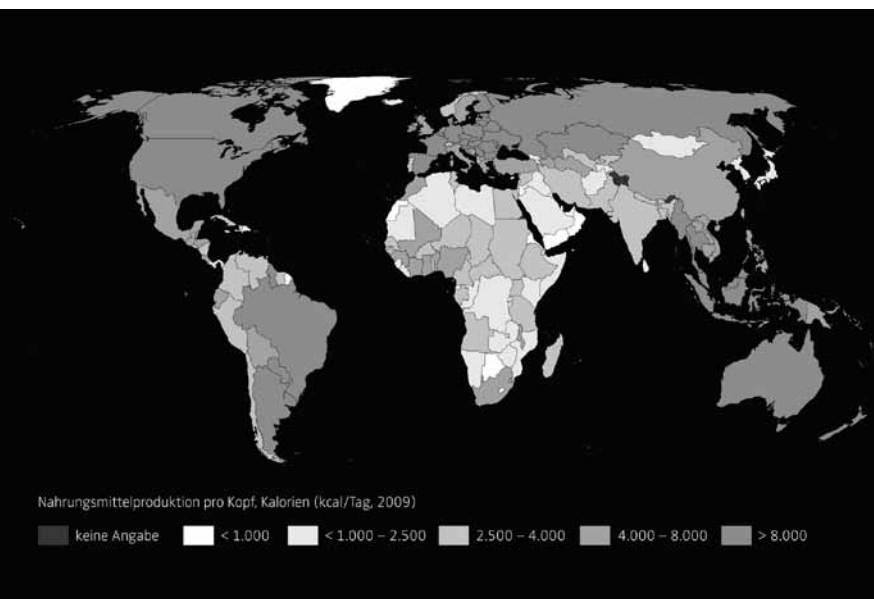 Nahrungsmittelproduktion pro Kopf, Kalorien (kcal/Tag, 2009)
keine Angabe < 1.000 < 1.000 – 2.500 2.500 – 4.000 4.000 – 8.000 > 8.000